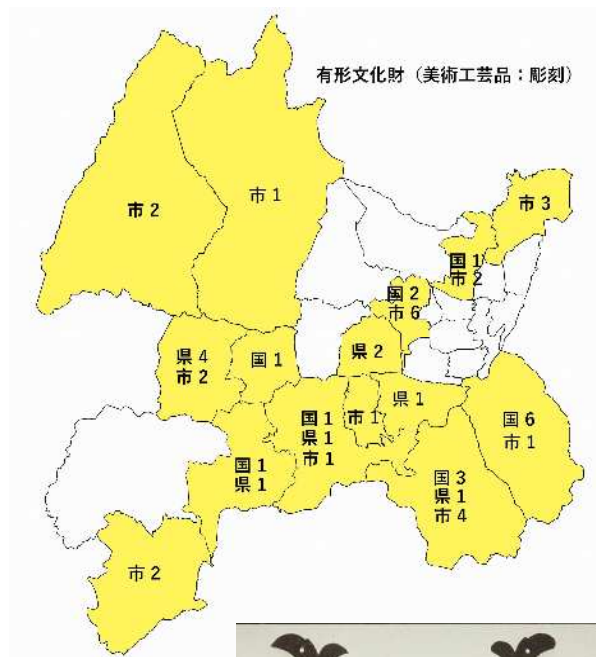 有形文化財（美術工芸品：彫刻）
市 2
市 1
市 3
国 1
市 2
国 2
市 6
県 4
市 2
国 1
県 2
国 1
県 1
市 1
市 1
県 1
国 6
市 1
国 1
県 1
国 3
県 1
市 4
市 2